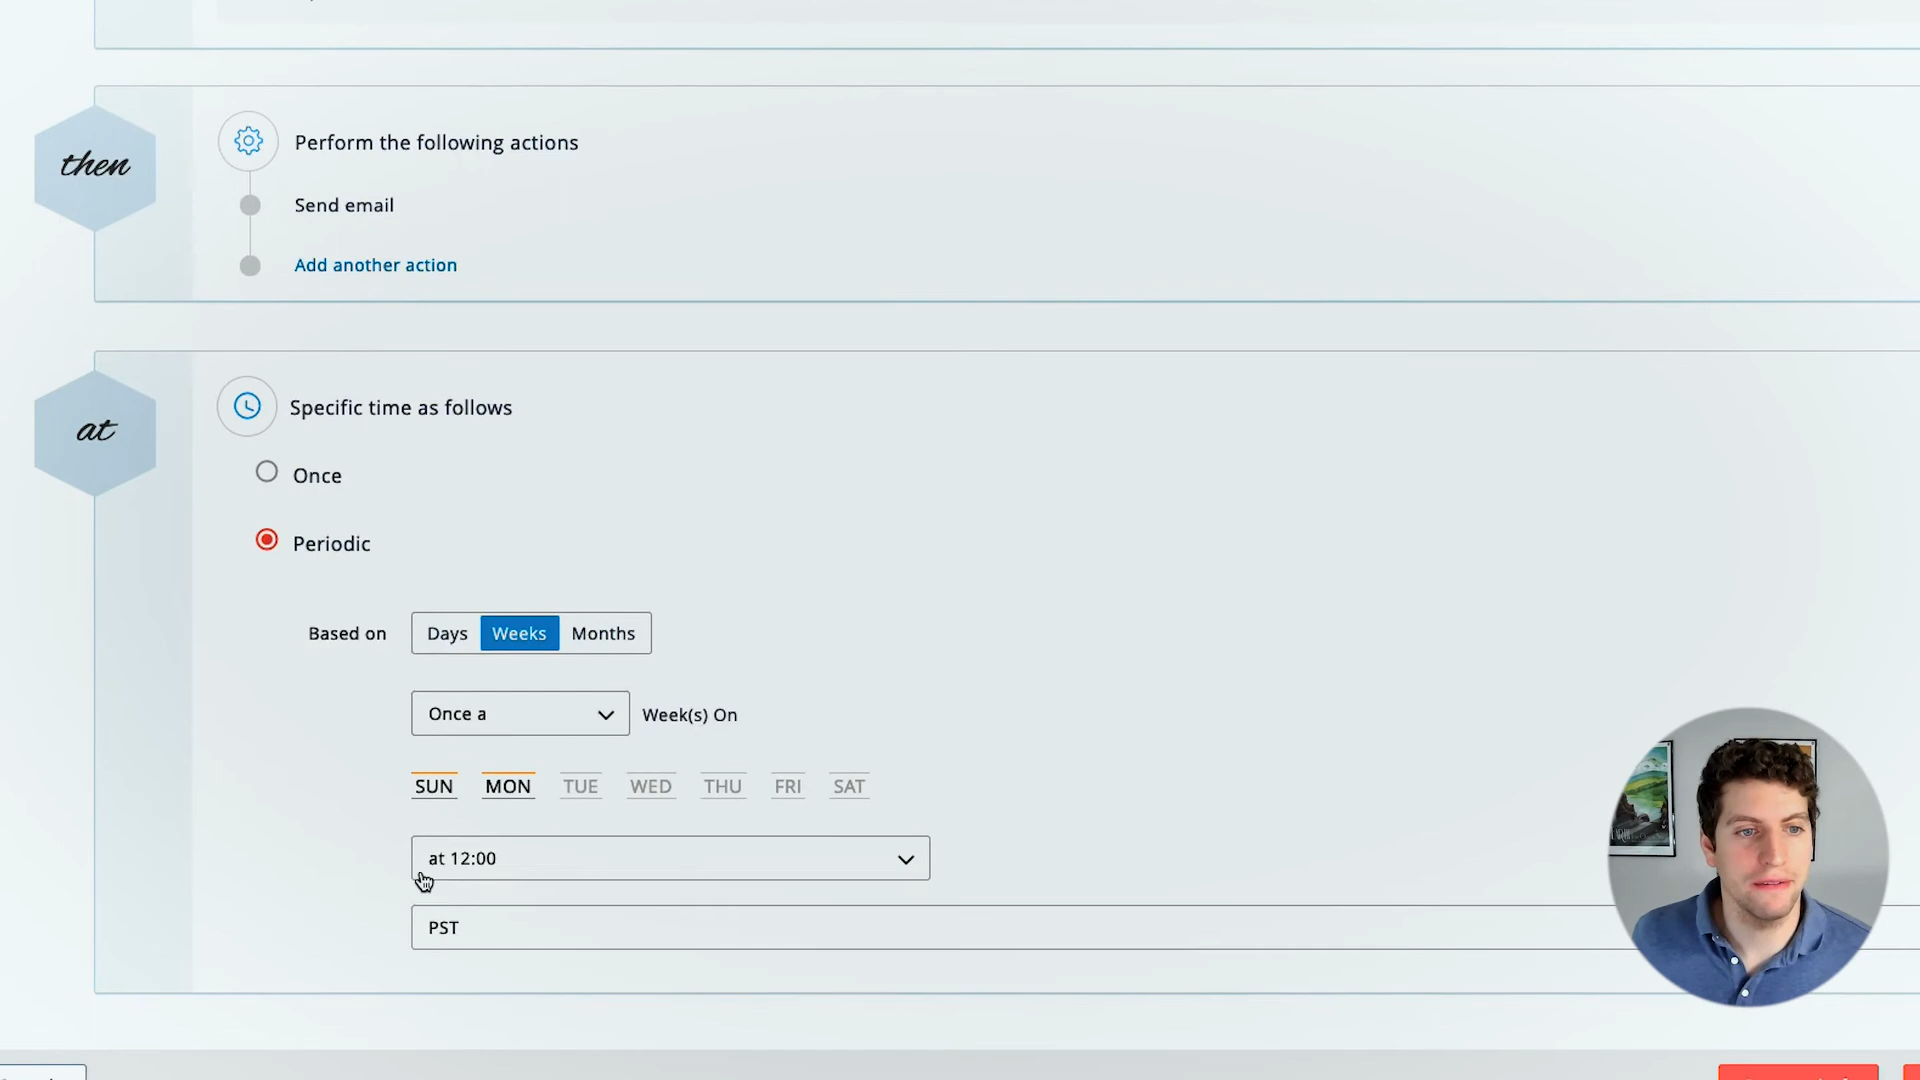 then
Perform the following actions
Send email
Add another action
at
Specific time as follows
Once
Periodic
Based on Days Weeks Months
Once a Week(s) On
SUN MON TUE WED THU FRI SAT
at 12:00
PST